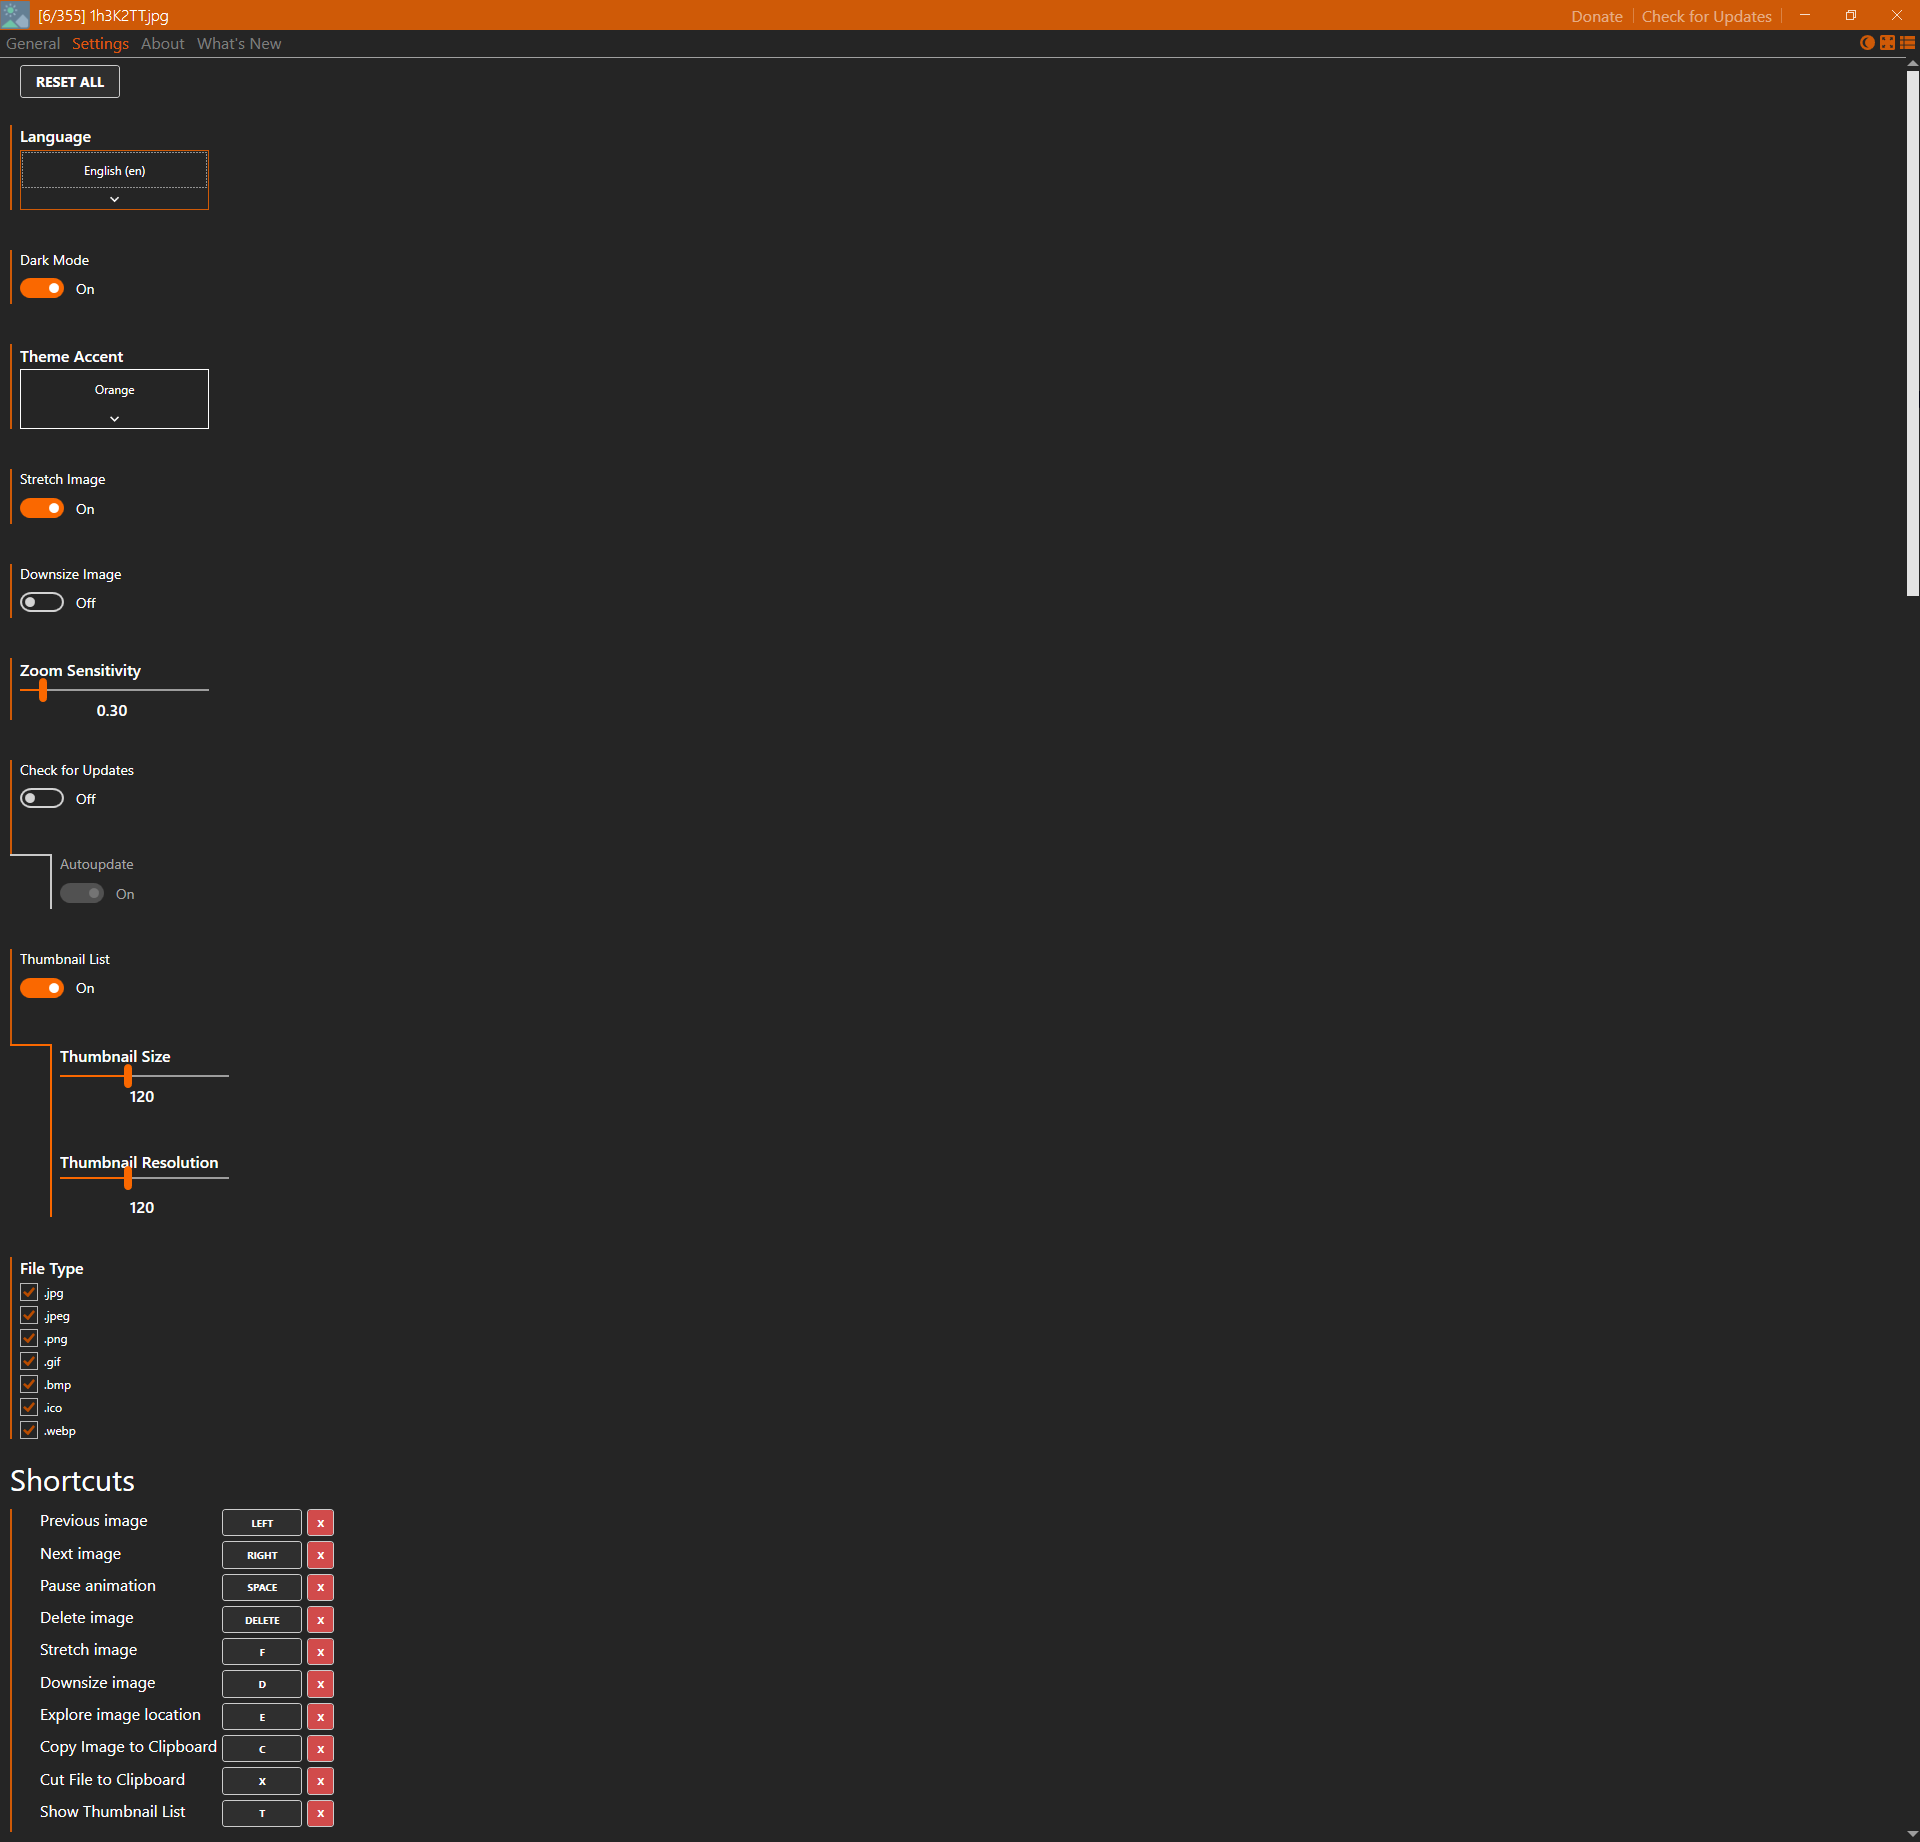 [6/355] 1h3K2TT.jpg
Donate
Check for Updates
General Settings About What's New
RESET ALL
Language
English (en)
Dark Mode
On
Theme Accent
Orange
Stretch Image
On
Downsize Image
Off
Zoom Sensitivity
0.30
Check for Updates
Off
Autoupdate
On
Thumbnail List
On
Thumbnail Size
120
Thumbnail Resolution
120
File Type
.jpg
.jpeg
.png
.gif
.bmp
.ico
.webp
Shortcuts
Previous image LEFT x
Next image RIGHT x
Pause animation SPACE x
Delete image DELETE x
Stretch image F x
Downsize image D x
Explore image location E x
Copy Image to Clipboard C x
Cut File to Clipboard X x
Show Thumbnail List T x